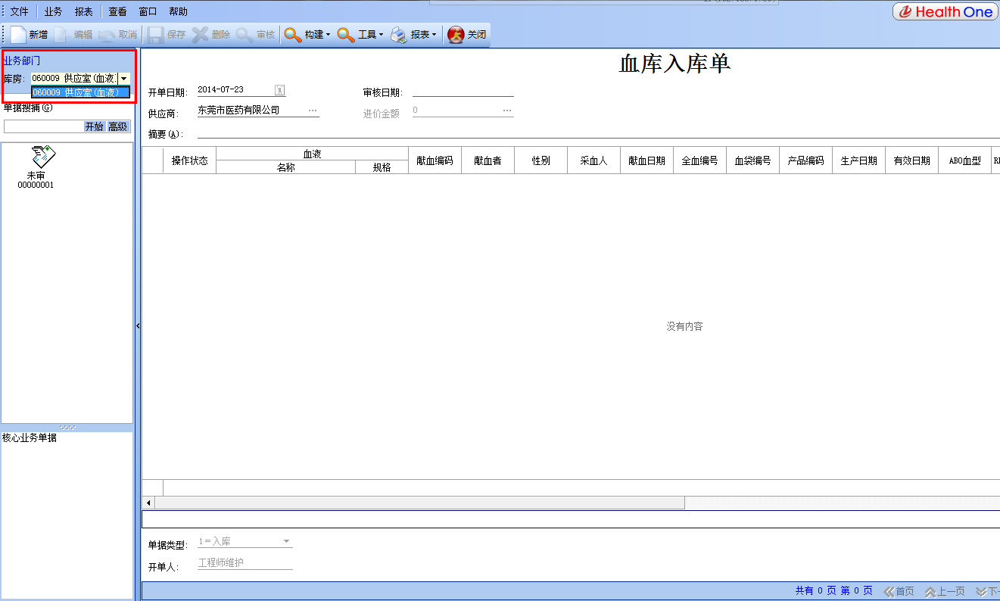 文件 业务 报表 查看 窗口 帮助
Health One
新增 编辑 取消 保存 删除 审核 构建 工具 报表 关闭
业务部门
库房: 060009 供应室(血液)
060009 供应室(血液)
单据搜捕(G)
开始 高级
未审
00000001
核心业务单据
血库入库单
开单日期: 2014-07-23 审核日期:
供应商: 东莞市医药有限公司 ... 进价金额 0 ...
摘要(A):
操作状态 血液 献血编码 献血者 性别 采血人 献血日期 全血编号 血袋编号 产品编码 生产日期 有效日期 ABO血型
名称 规格
没有内容
单据类型: 1=入库
开单人: 工程师维护
共有 0 页 第 0 页 首页 上一页 下一